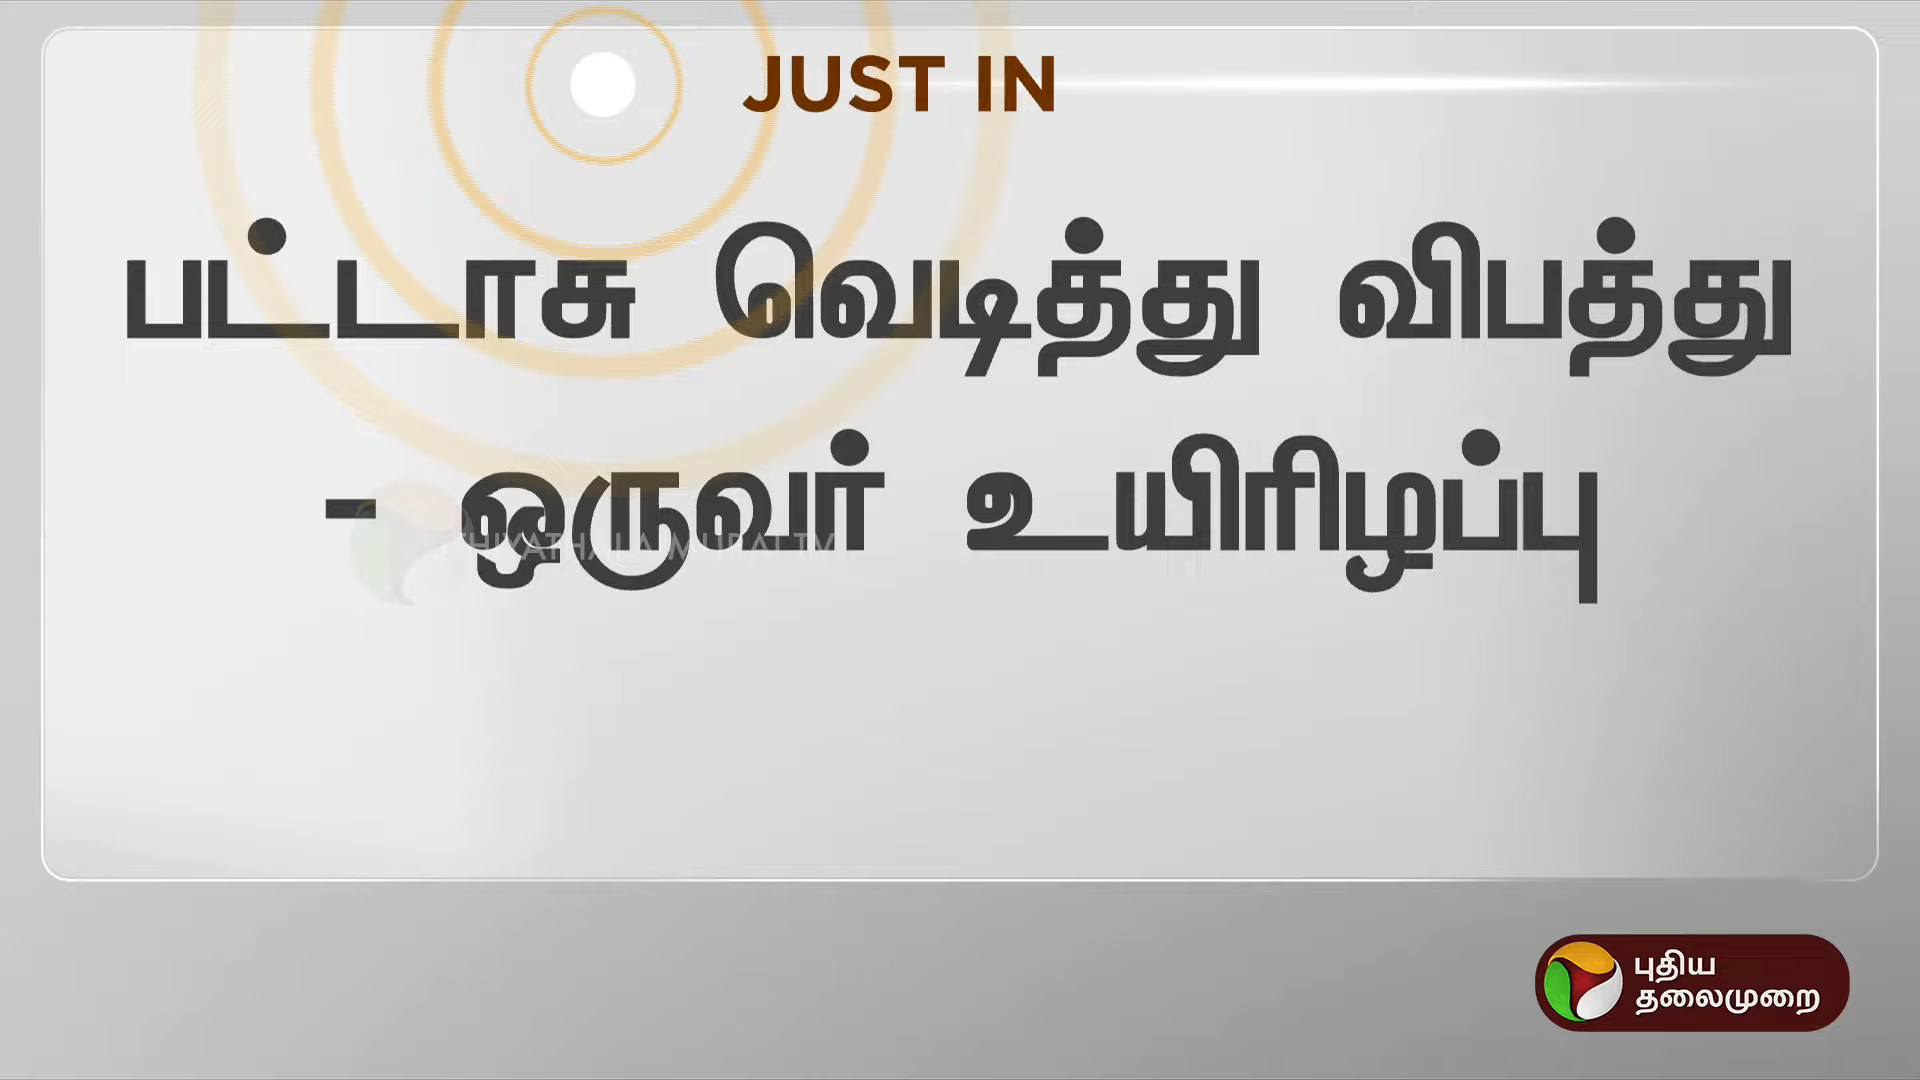 JUST IN
பட்டாசு வெடித்து விபத்து
- ஒருவர் உயிரிழப்பு
புதிய
தலைமுறை